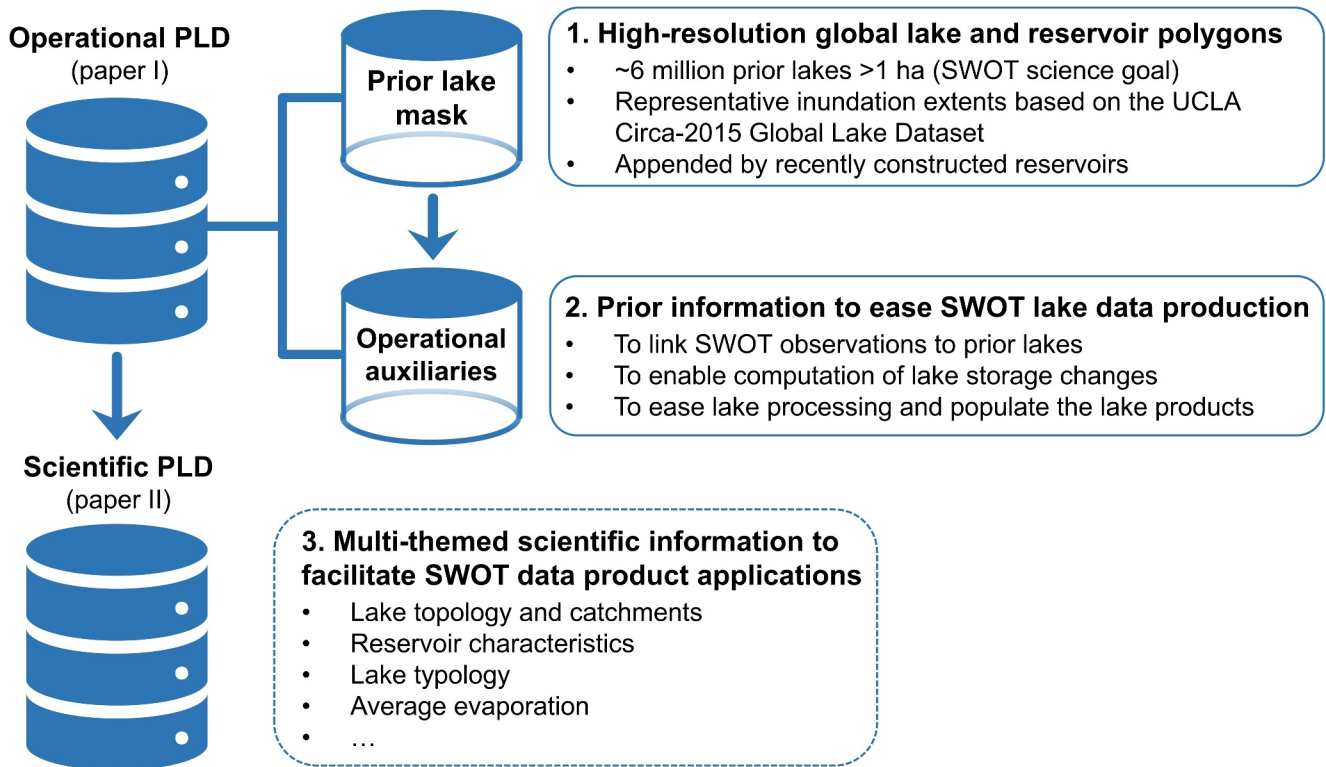 Operational PLD
(paper I)
Prior lake
mask
1. High-resolution global lake and reservoir polygons
• ~6 million prior lakes >1 ha (SWOT science goal)
• Representative inundation extents based on the UCLA
Circa-2015 Global Lake Dataset
• Appended by recently constructed reservoirs
Operational
auxiliaries
2. Prior information to ease SWOT lake data production
• To link SWOT observations to prior lakes
• To enable computation of lake storage changes
• To ease lake processing and populate the lake products
Scientific PLD
(paper II)
3. Multi-themed scientific information to
facilitate SWOT data product applications
• Lake topology and catchments
• Reservoir characteristics
• Lake typology
• Average evaporation
• …